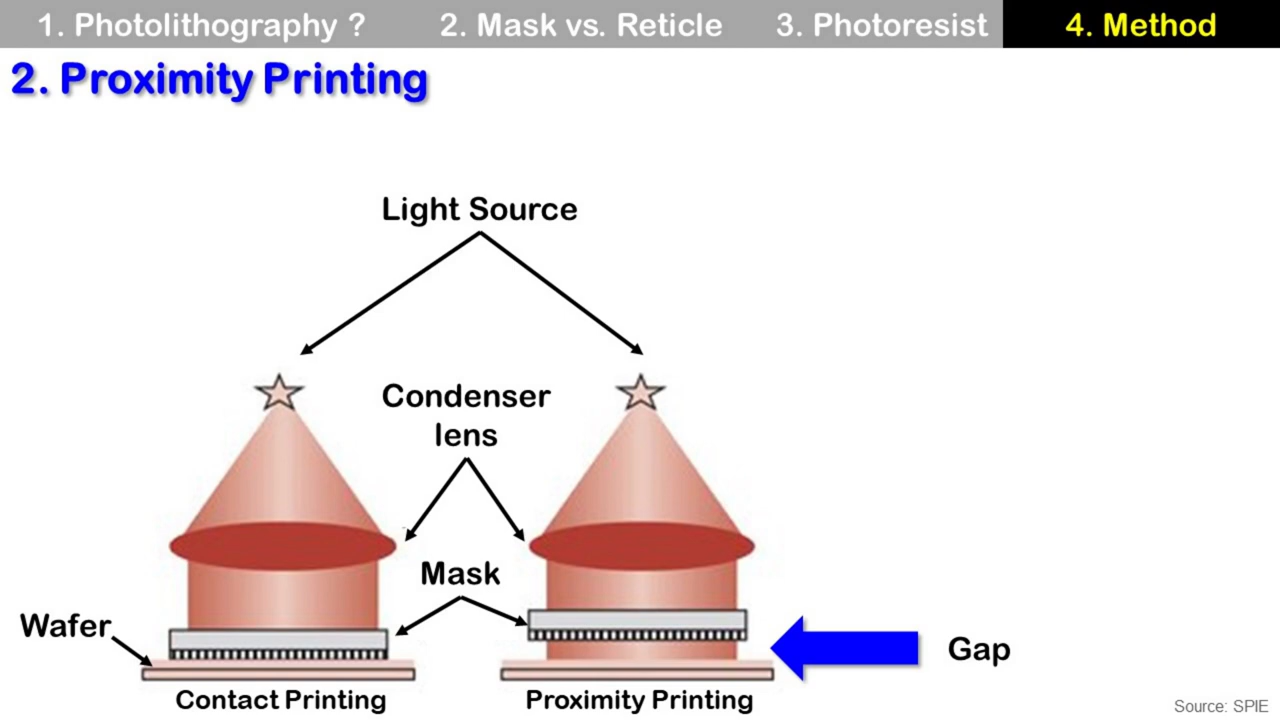 1. Photolithography ?
2. Mask vs. Reticle
3. Photoresist
4. Method
2. Proximity Printing
Light Source
Condenser
lens
Mask
Wafer
Gap
Contact Printing
Proximity Printing
Source: SPIE